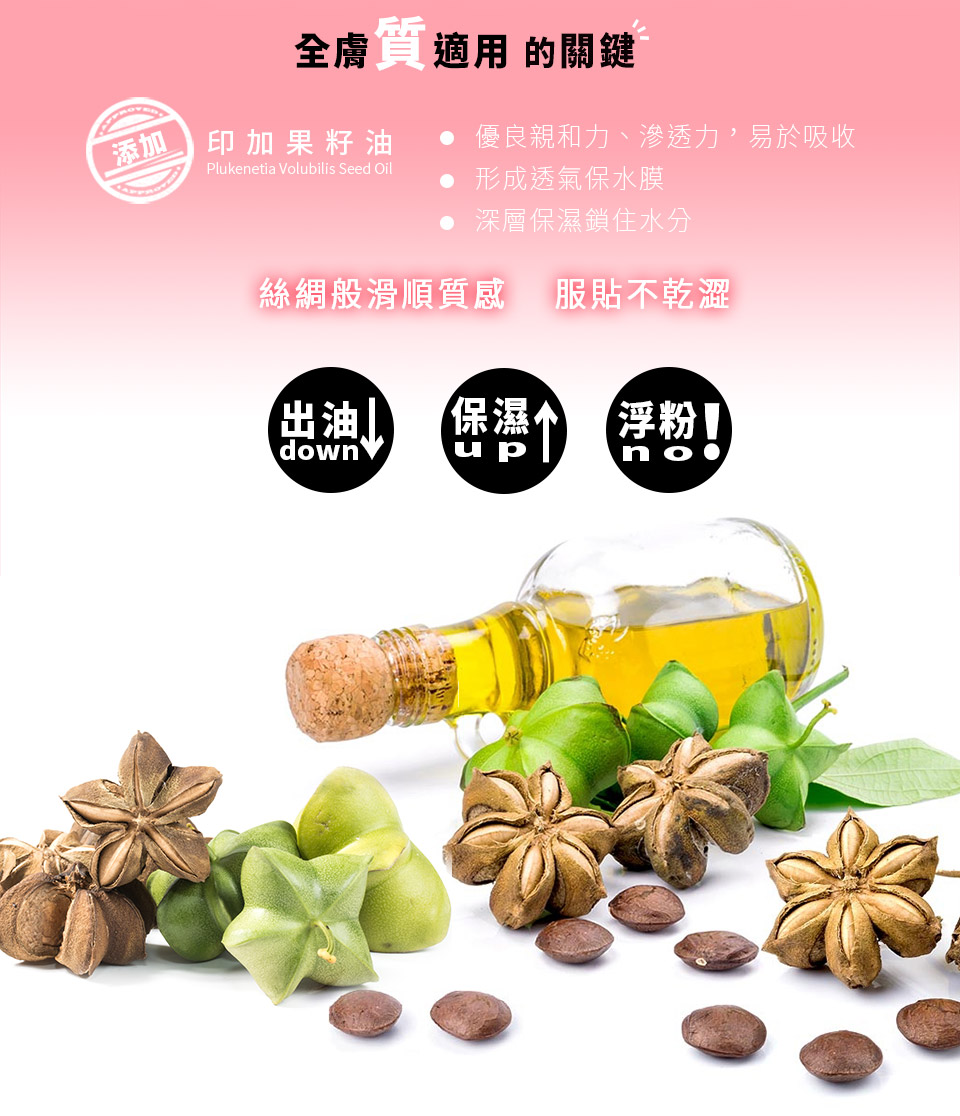 全膚質適用 的關鍵
APPROVED
添加
APPROVED
印加果籽油
Plukenetia Volubilis Seed Oil
● 優良親和力、滲透力，易於吸收
● 形成透氣保水膜
● 深層保濕鎖住水分
絲綢般滑順質感 服貼不乾澀
出油↓
down
保濕↑
up
浮粉!
no